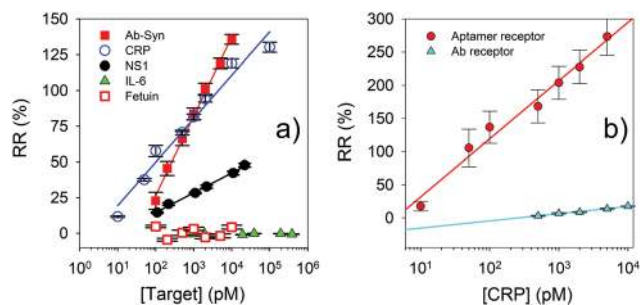 Ab-Syn
CRP
NS1
IL-6
Fetuin
a)
RR (%)
150
125
100
75
50
25
0
10⁰ 10¹ 10² 10³ 10⁴ 10⁵ 10⁶
[Target] (pM)
Aptamer receptor
Ab receptor
b)
RR (%)
300
250
200
150
100
50
0
10¹ 10² 10³ 10⁴
[CRP] (pM)